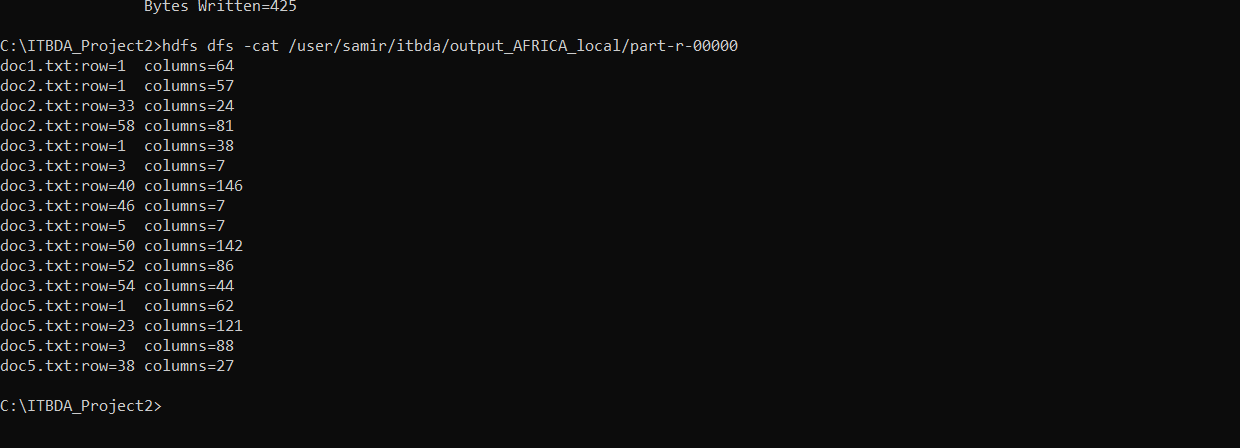 Bytes Written=425
C:\ITBDA_Project2>hdfs dfs -cat /user/samir/itbda/output_AFRICA_local/part-r-00000
doc1.txt:row=1  columns=64
doc2.txt:row=1  columns=57
doc2.txt:row=33 columns=24
doc2.txt:row=58 columns=81
doc3.txt:row=1  columns=38
doc3.txt:row=3  columns=7
doc3.txt:row=40 columns=146
doc3.txt:row=46 columns=7
doc3.txt:row=5  columns=7
doc3.txt:row=50 columns=142
doc3.txt:row=52 columns=86
doc3.txt:row=54 columns=44
doc5.txt:row=1  columns=62
doc5.txt:row=23 columns=121
doc5.txt:row=3  columns=88
doc5.txt:row=38 columns=27
C:\ITBDA_Project2>